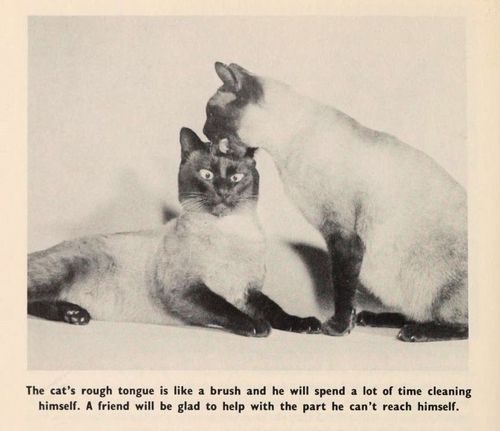 The cat's rough tongue is like a brush and he will spend a lot of time cleaning
himself. A friend will be glad to help with the part he can't reach himself.